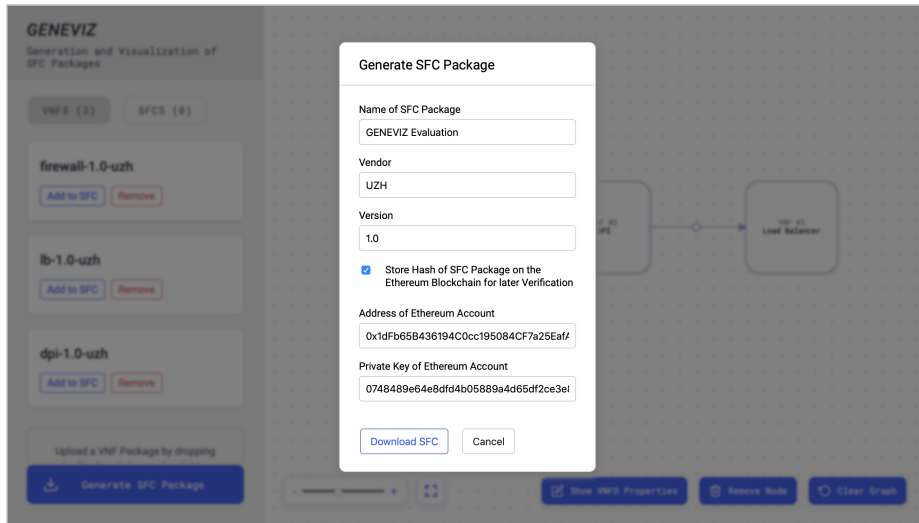 GENEVIZ
Generation and Visualization of
SFC Packages
VNFS (3)
SFCS (0)
firewall-1.0-uzh
Add to SFC
Remove
lb-1.0-uzh
Add to SFC
Remove
dpi-1.0-uzh
Add to SFC
Remove
Upload a VNF Package by dropping
Generate SFC Package
Generate SFC Package
Name of SFC Package
GENEVIZ Evaluation
Vendor
UZH
Version
1.0
Store Hash of SFC Package on the
Ethereum Blockchain for later Verification
Address of Ethereum Account
0x1dFb65B436194C0cc195084CF7a25EafA
Private Key of Ethereum Account
0748489e64e8dfd4b05889a4d65df2ce3e8
Download SFC
Cancel
VNF #3
Load Balancer
Show VNFD Properties
Remove Node
Clear Graph